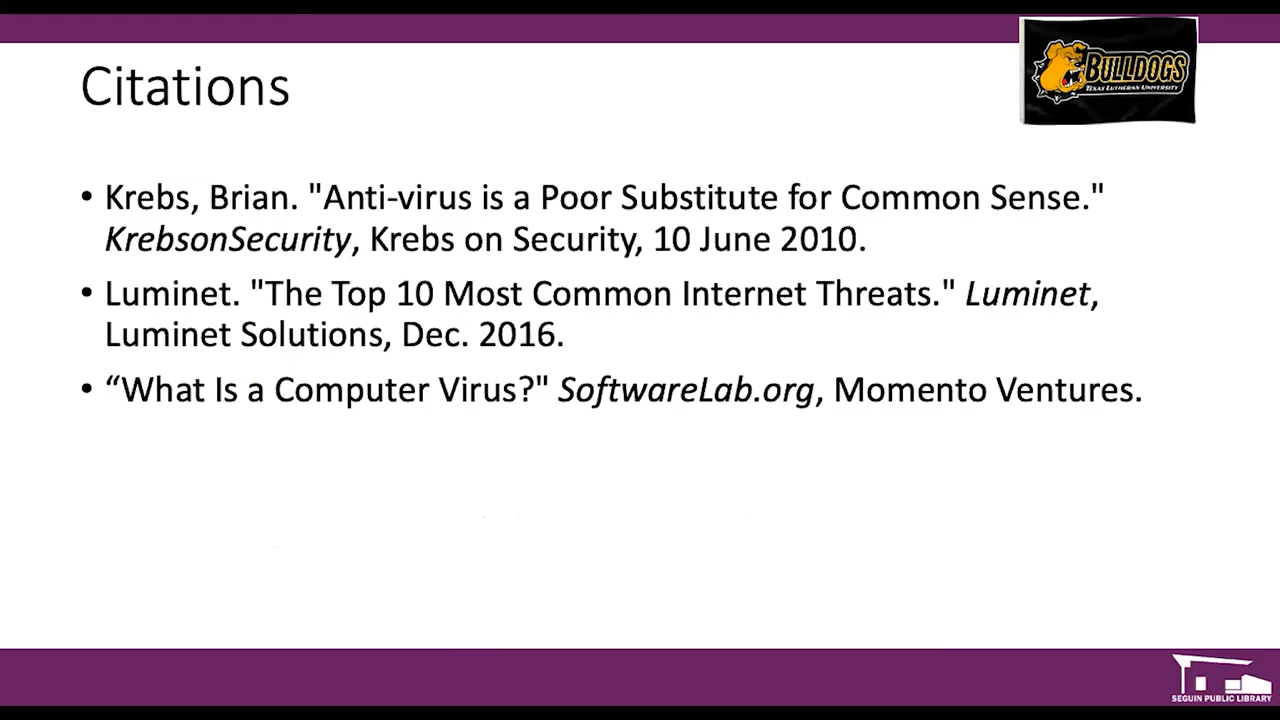 BULLDOGS
TEXAS LUTHERAN UNIVERSITY
Citations
• Krebs, Brian. "Anti-virus is a Poor Substitute for Common Sense."
KrebsonSecurity, Krebs on Security, 10 June 2010.
• Luminet. "The Top 10 Most Common Internet Threats." Luminet,
Luminet Solutions, Dec. 2016.
• “What Is a Computer Virus?" SoftwareLab.org, Momento Ventures.
SEGUIN PUBLIC LIBRARY